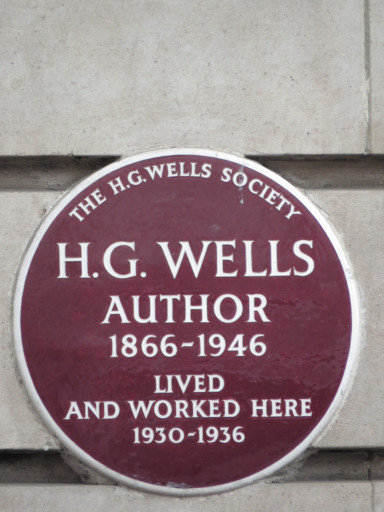 THE H.G.WELLS SOCIETY
H.G. WELLS
AUTHOR
1866-1946
LIVED
AND WORKED HERE
1930-1936